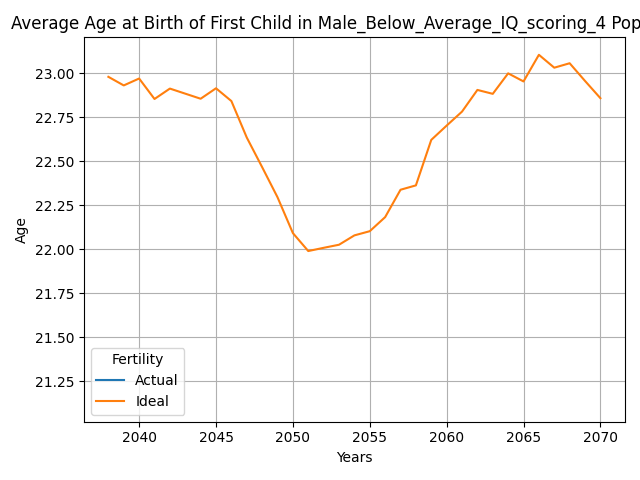 Average Age at Birth of First Child in Male_Below_Average_IQ_scoring_4 Pop
23.00
22.75
22.50
22.25
22.00
21.75
21.50
21.25
Age
Fertility
Actual
Ideal
2040 2045 2050 2055 2060 2065 2070
Years